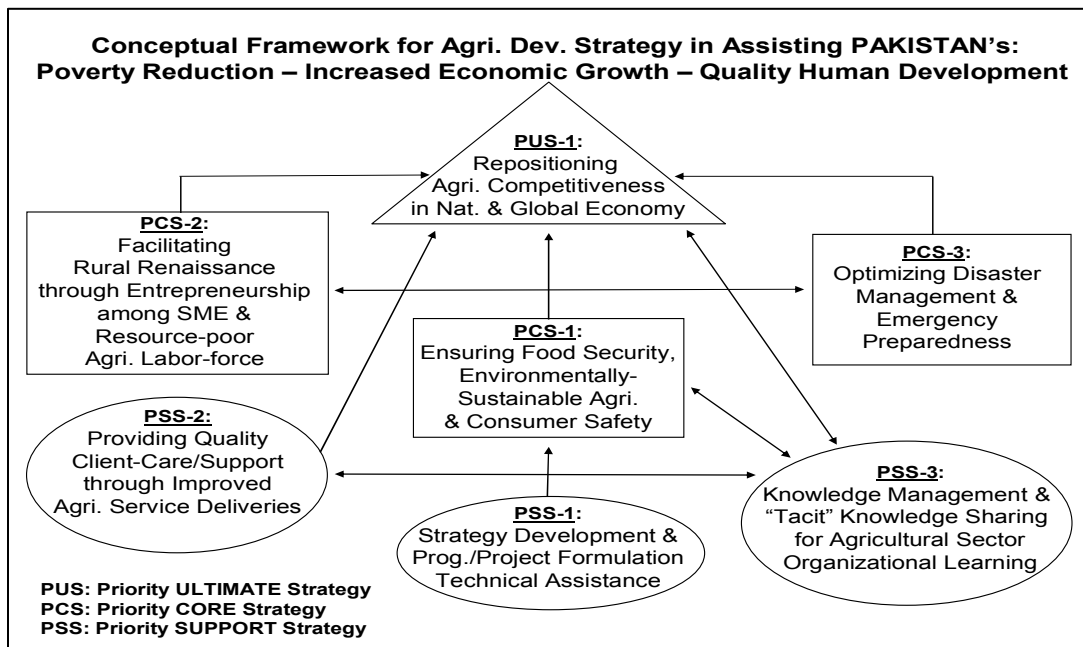 Conceptual Framework for Agri. Dev. Strategy in Assisting PAKISTAN's:
Poverty Reduction – Increased Economic Growth – Quality Human Development
PUS-1:
Repositioning
Agri. Competitiveness
in Nat. & Global Economy
PCS-2:
Facilitating
Rural Renaissance
through Entrepreneurship
among SME &
Resource-poor
Agri. Labor-force
PCS-3:
Optimizing Disaster
Management &
Emergency
Preparedness
PCS-1:
Ensuring Food Security,
Environmentally-
Sustainable Agri.
& Consumer Safety
PSS-2:
Providing Quality
Client-Care/Support
through Improved
Agri. Service Deliveries
PSS-1:
Strategy Development &
Prog./Project Formulation
Technical Assistance
PSS-3:
Knowledge Management &
“Tacit” Knowledge Sharing
for Agricultural Sector
Organizational Learning
PUS: Priority ULTIMATE Strategy
PCS: Priority CORE Strategy
PSS: Priority SUPPORT Strategy